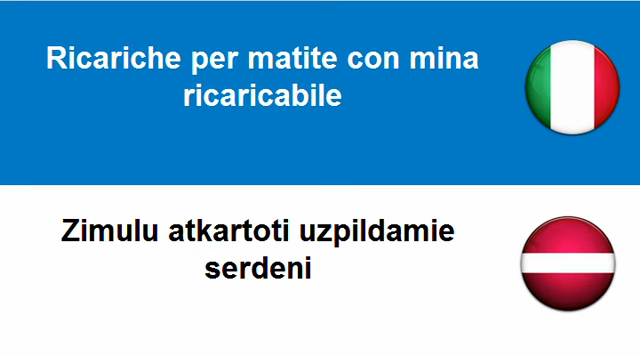 Ricariche per matite con mina
ricaricabile
Zimulu atkartoti uzpildamie
serdeni